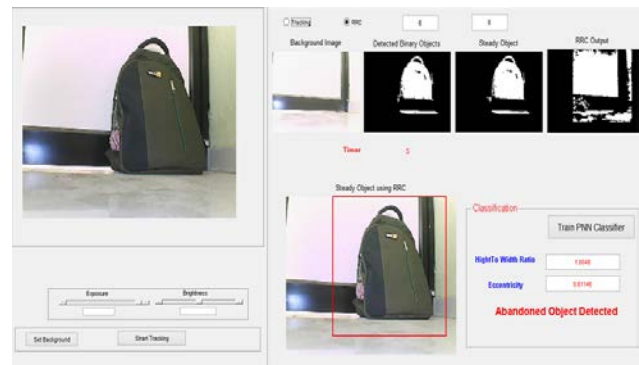 Tracking
RRC
Background Image
Detected Binary Objects
Steady Object
RRC Output
Timer
Steady Object using RRC
Classification
Train PNN Classifier
HightTo Width Ratio
Eccentricity
Abandoned Object Detected
Exposure
Brightness
Set Background
Smart Tracking